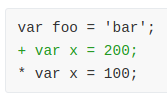 var foo = 'bar';
+ var x = 200;
* var x = 100;